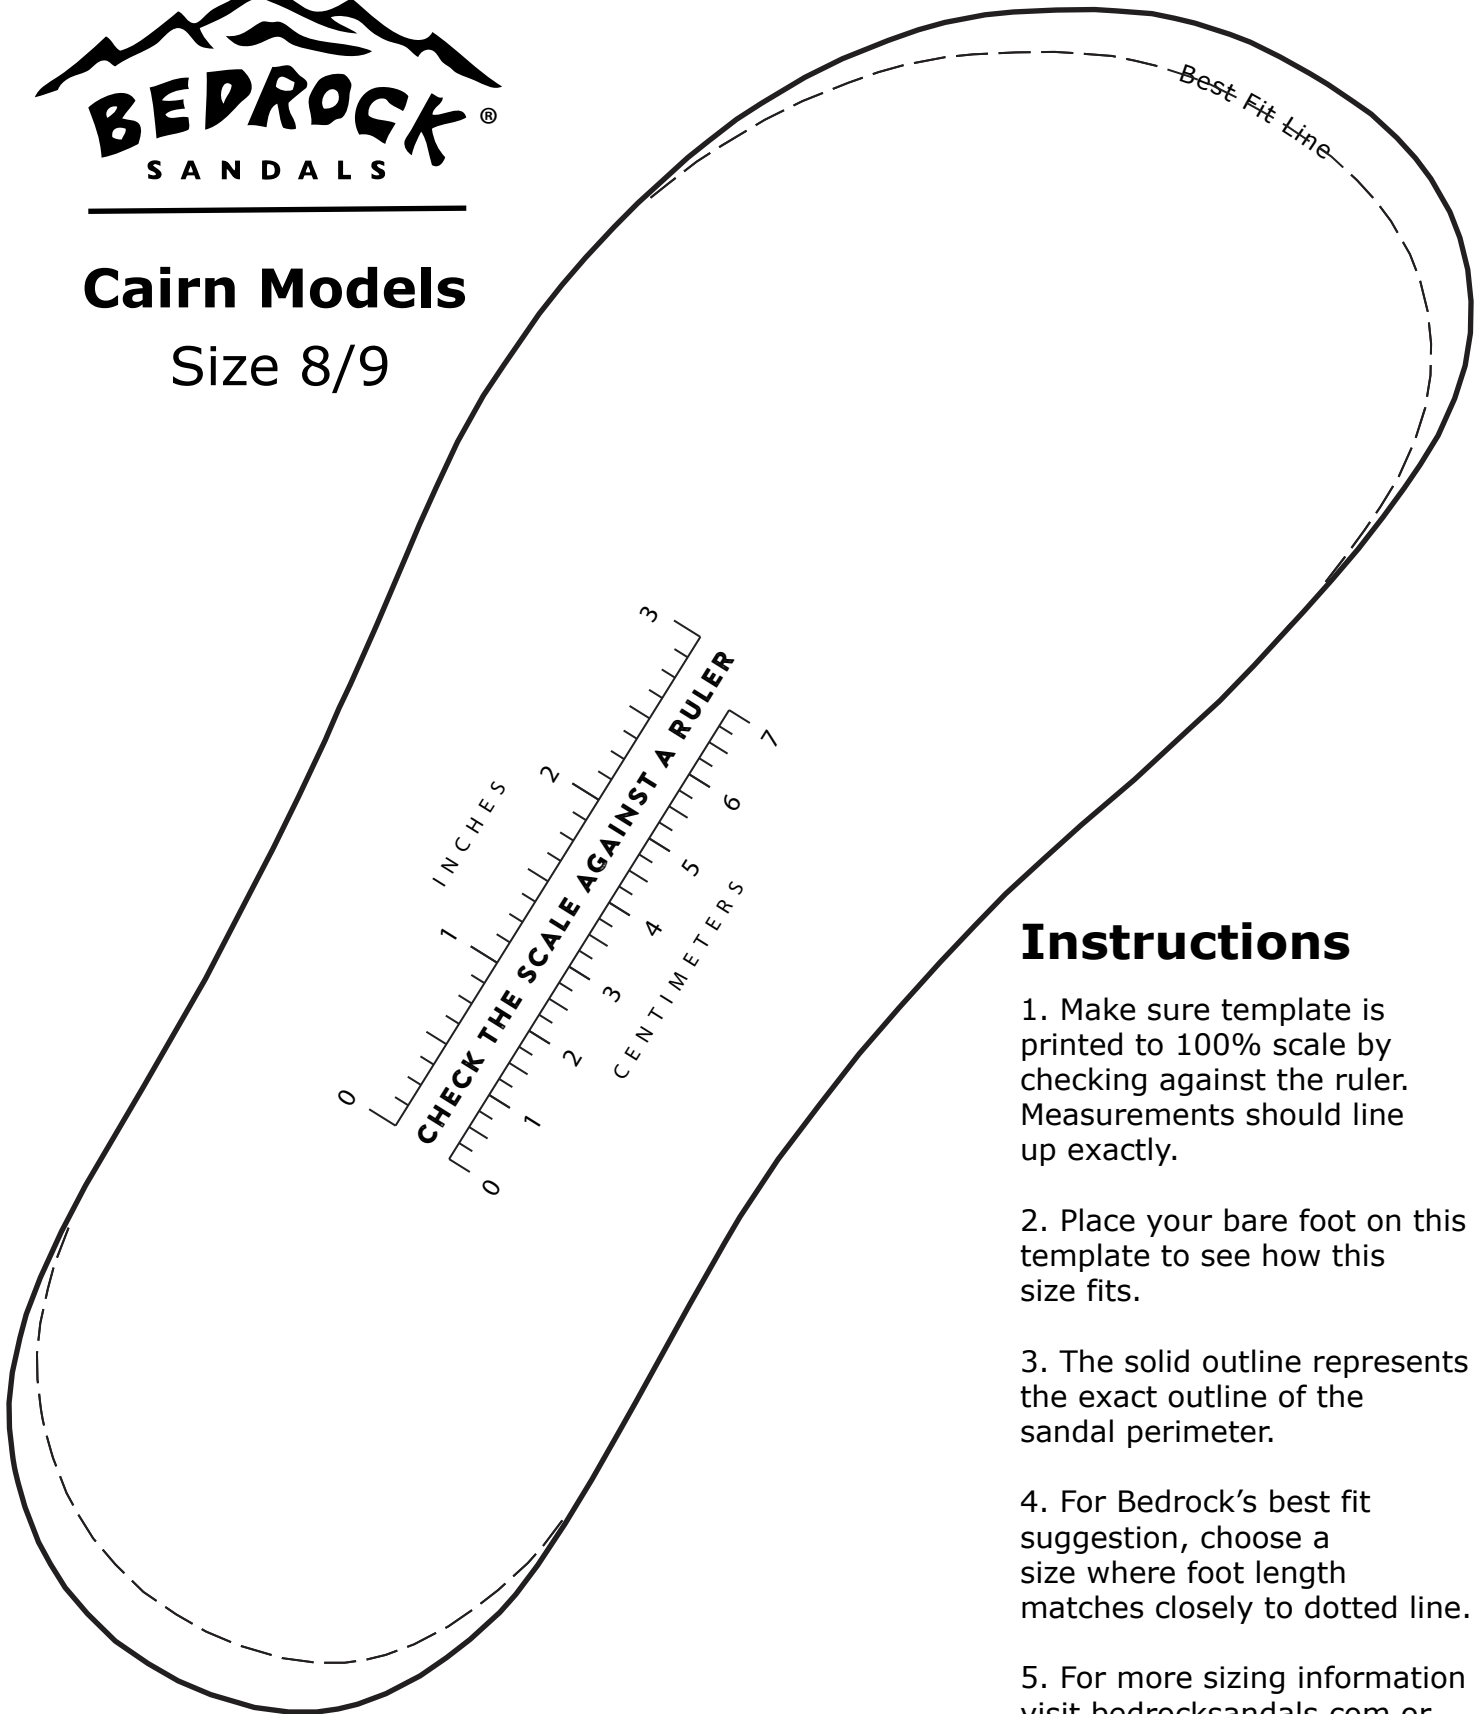 BEDROCK ®
SANDALS
Cairn Models
Size 8/9
Best Fit Line
INCHES
0 1 2 3
CHECK THE SCALE AGAINST A RULER
0 1 2 3 4 5 6 7
CENTIMETERS
Instructions
1. Make sure template is
printed to 100% scale by
checking against the ruler.
Measurements should line
up exactly.
2. Place your bare foot on this
template to see how this
size fits.
3. The solid outline represents
the exact outline of the
sandal perimeter.
4. For Bedrock’s best fit
suggestion, choose a
size where foot length
matches closely to dotted line.
5. For more sizing information
visit bedrocksandals.com or